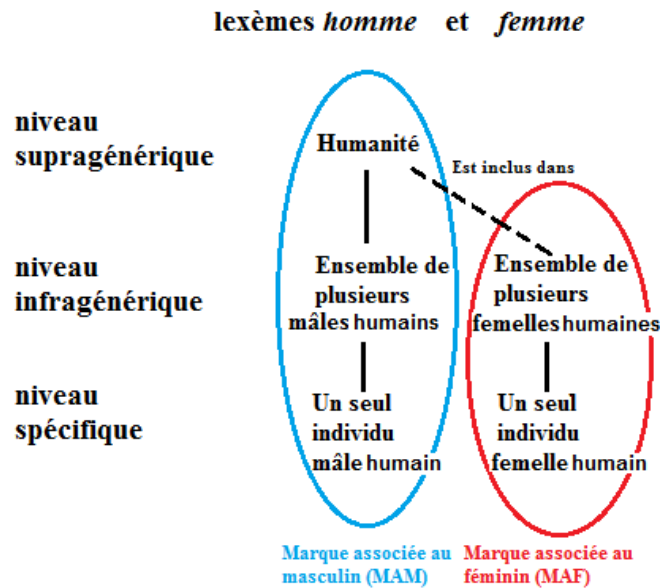 lexèmes homme et femme
niveau
supragénérique
Humanité
Est inclus dans
niveau
infragénérique
Ensemble de
plusieurs
mâles humains
Ensemble de
plusieurs
femelles humaines
niveau
spécifique
Un seul
individu
mâle humain
Un seul
individu
femelle humain
Marque associée au
masculin (MAM)
Marque associée au
féminin (MAF)